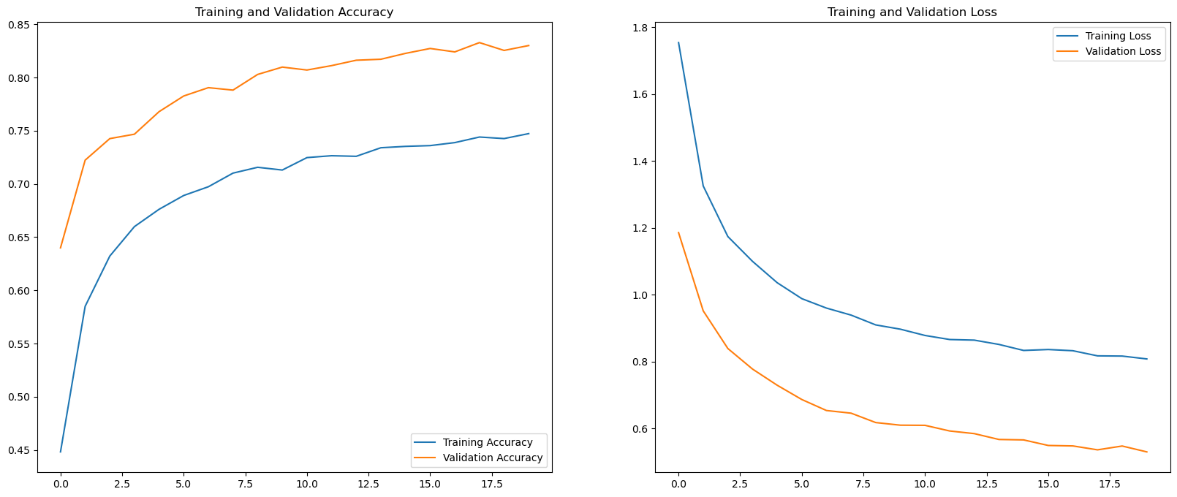 Training and Validation Accuracy
0.85
0.80
0.75
0.70
0.65
0.60
0.55
0.50
0.45
0.0 2.5 5.0 7.5 10.0 12.5 15.0 17.5
Training Accuracy
Validation Accuracy
Training and Validation Loss
1.8
1.6
1.4
1.2
1.0
0.8
0.6
0.0 2.5 5.0 7.5 10.0 12.5 15.0 17.5
Training Loss
Validation Loss